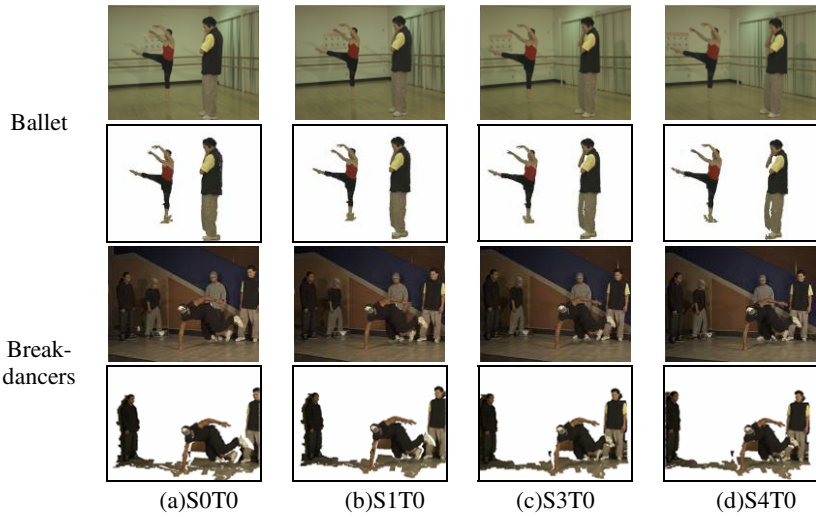 Ballet
Break-
dancers
(a)S0T0
(b)S1T0
(c)S3T0
(d)S4T0